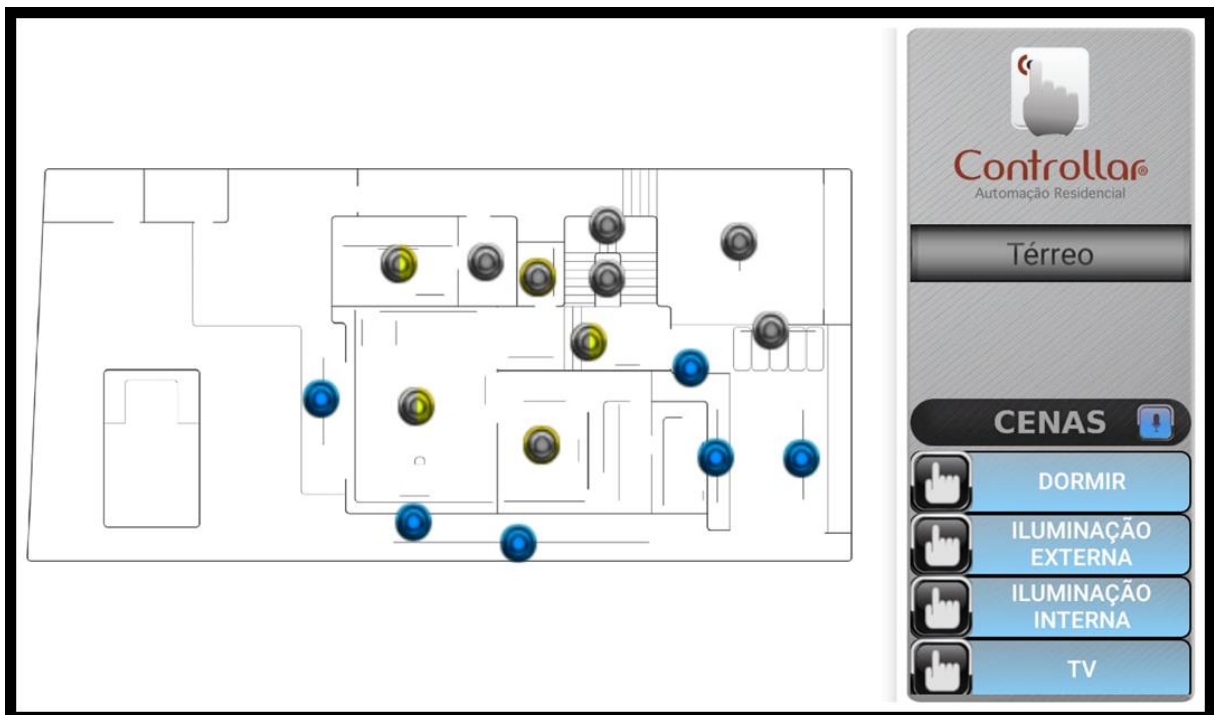 Controllar®
Automação Residencial
Térreo
CENAS
DORMIR
ILUMINAÇÃO
EXTERNA
ILUMINAÇÃO
INTERNA
TV